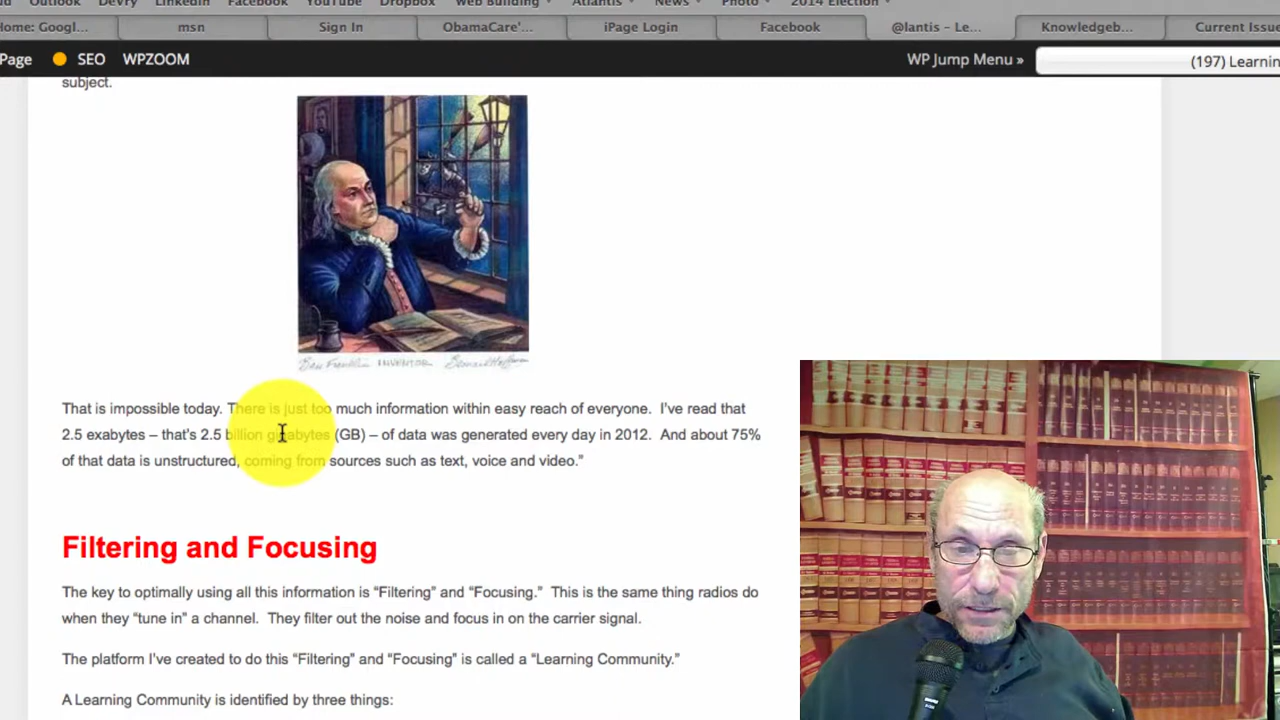 Outlook DeVry LinkedIn Facebook YouTube Dropbox Web Building Atlantis News Photo 2014 Election
Home: Googl... msn Sign In ObamaCare'... iPage Login Facebook @lantis – Le... Knowledgeb... Current Issue
Page SEO WPZOOM WP Jump Menu » (197) Learnin
subject.
Ben Franklin INVENTOR
That is impossible today. There is just too much information within easy reach of everyone. I've read that
2.5 exabytes – that's 2.5 billion gigabytes (GB) – of data was generated every day in 2012. And about 75%
of that data is unstructured, coming from sources such as text, voice and video.”
Filtering and Focusing
The key to optimally using all this information is “Filtering” and “Focusing.” This is the same thing radios do
when they “tune in” a channel. They filter out the noise and focus in on the carrier signal.
The platform I've created to do this “Filtering” and “Focusing” is called a “Learning Community.”
A Learning Community is identified by three things: